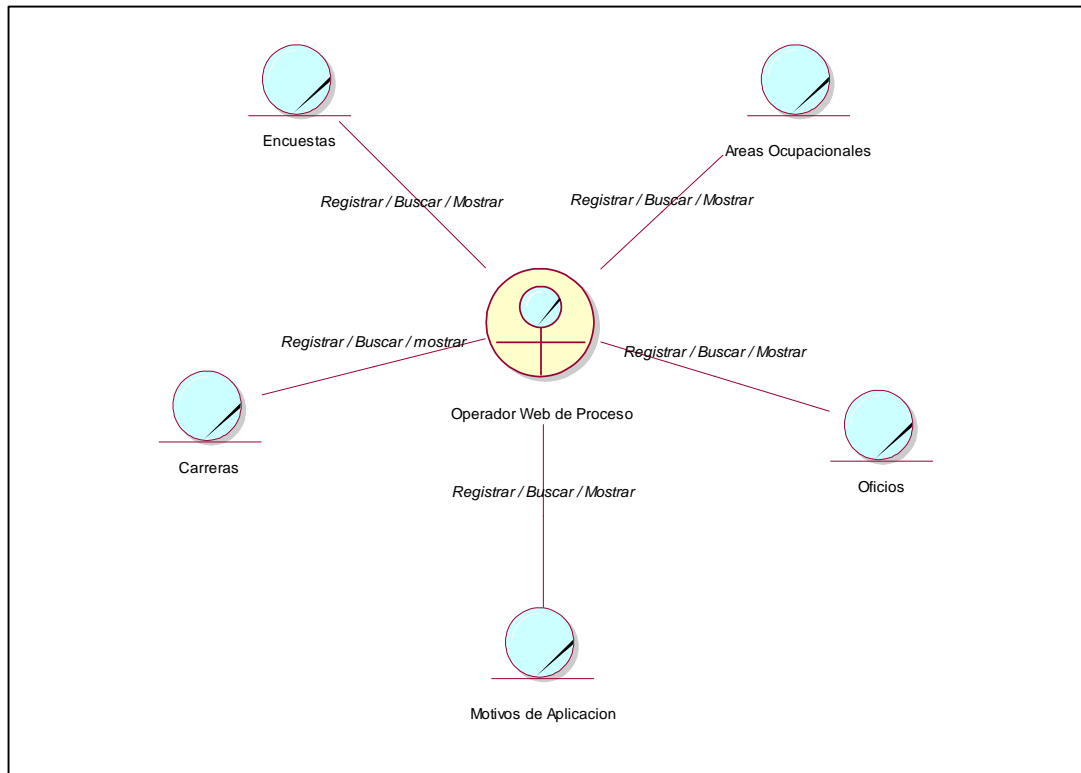 Encuestas
Areas Ocupacionales
Registrar / Buscar / Mostrar
Registrar / Buscar / Mostrar
Registrar / Buscar / mostrar
Registrar / Buscar / Mostrar
Operador Web de Proceso
Carreras
Oficios
Registrar / Buscar / Mostrar
Motivos de Aplicacion